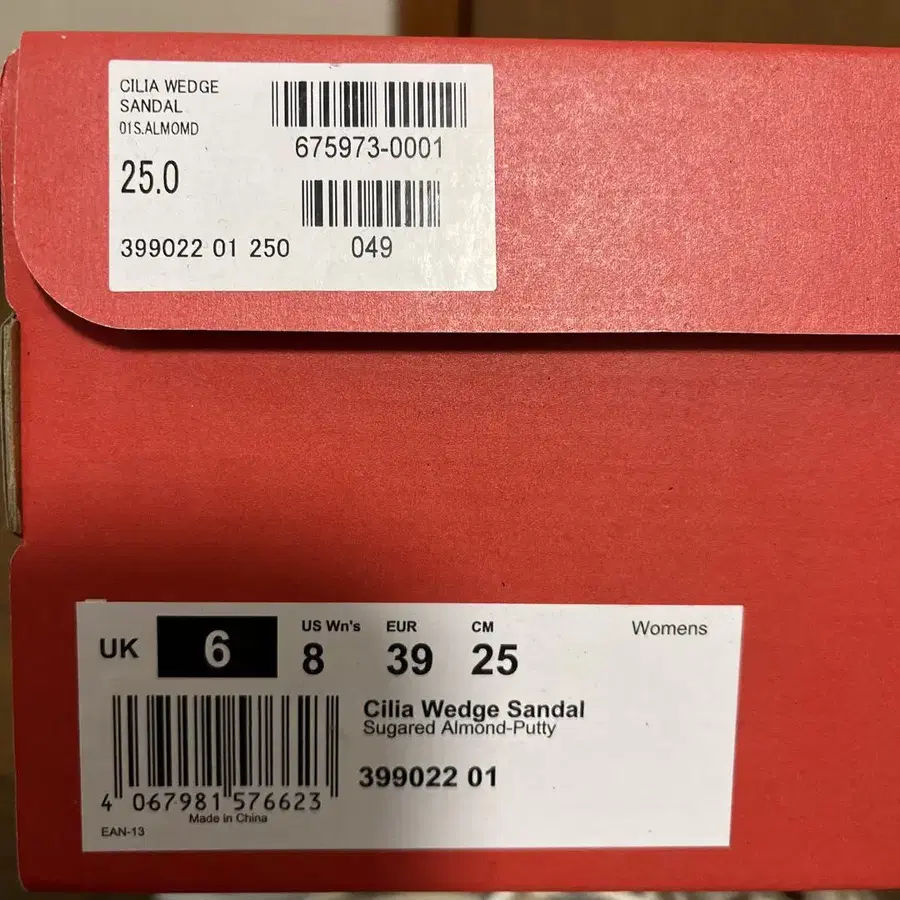 CILIA WEDGE
SANDAL
01S.ALMOMD
675973-0001
25.0
399022 01 250
049
UK 6
US Wn's 8
EUR 39
CM 25
Womens
Cilia Wedge Sandal
Sugared Almond-Putty
399022 01
4 067981 576623
Made in China
EAN-13